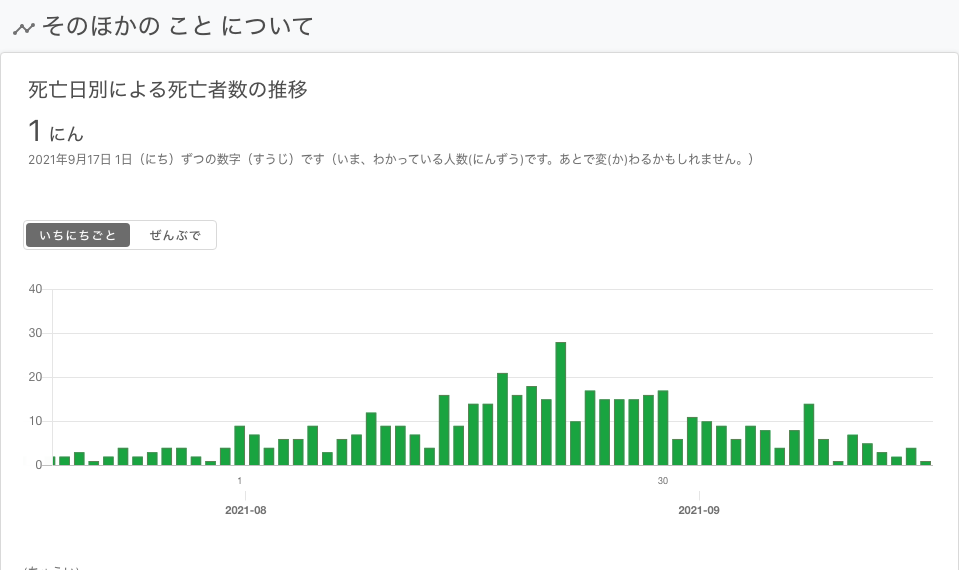 そのほかの こと について
死亡日別による死亡者数の推移
1 にん
2021年9月17日 1日（にち）ずつの数字（すうじ）です（いま、わかっている人数(にんずう)です。あとで変(か)わるかもしれません。）
いちにちごと ぜんぶで
40
30
20
10
0
1 30
2021-08 2021-09